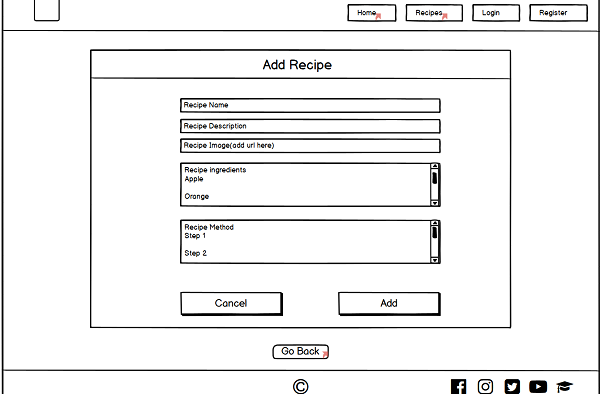 Home
Recipes
Login
Register
Add Recipe
Recipe Name
Recipe Description
Recipe Image(add url here)
Recipe ingredients
Apple
Orange
Recipe Method
Step 1
Step 2
Cancel
Add
Go Back
©